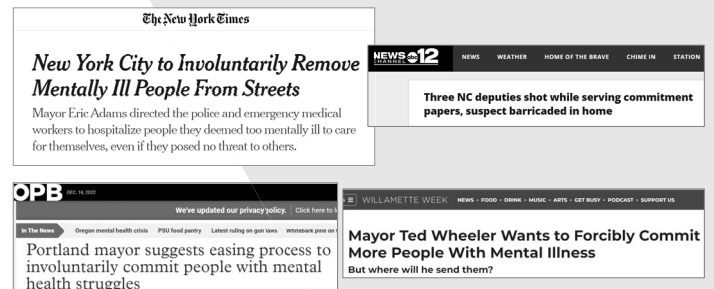 The New York Times
New York City to Involuntarily Remove
Mentally Ill People From Streets
Mayor Eric Adams directed the police and emergency medical
workers to hospitalize people they deemed too mentally ill to care
for themselves, even if they posed no threat to others.
NEWS abc 12
CHANNEL
NEWS WEATHER HOME OF THE BRAVE CHIME IN STATION
Three NC deputies shot while serving commitment
papers, suspect barricaded in home
OPB DEC. 16, 2022
We've updated our privacy policy. Click here to
In The News Oregon mental health crisis PSU food pantry Latest ruling on gun laws Whitebark pine on
Portland mayor suggests easing process to
involuntarily commit people with mental
health struggles
WILLAMETTE WEEK NEWS • FOOD • DRINK • MUSIC • ARTS • GET BUSY • PODCAST • SUPPORT US
Mayor Ted Wheeler Wants to Forcibly Commit
More People With Mental Illness
But where will he send them?